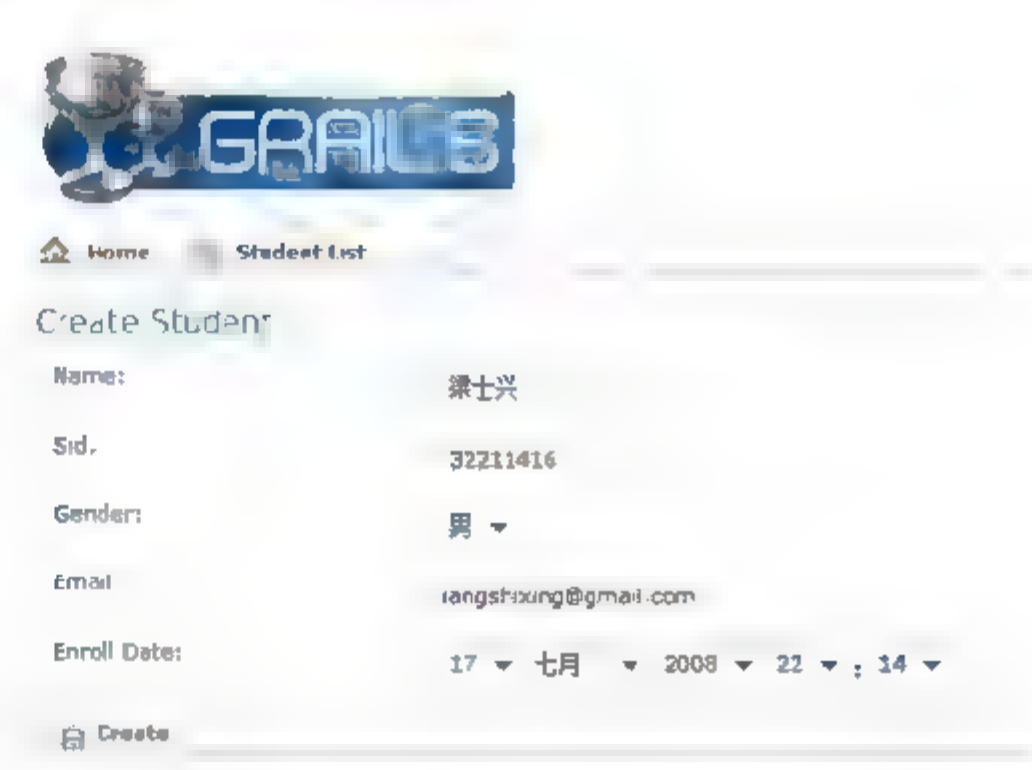 GRAILS
Home Student List
Create Student
Name: 梁士兴
Sid: 32211416
Gender: 男
Email
Enroll Date: 17 七月 2008 22 : 14
Create